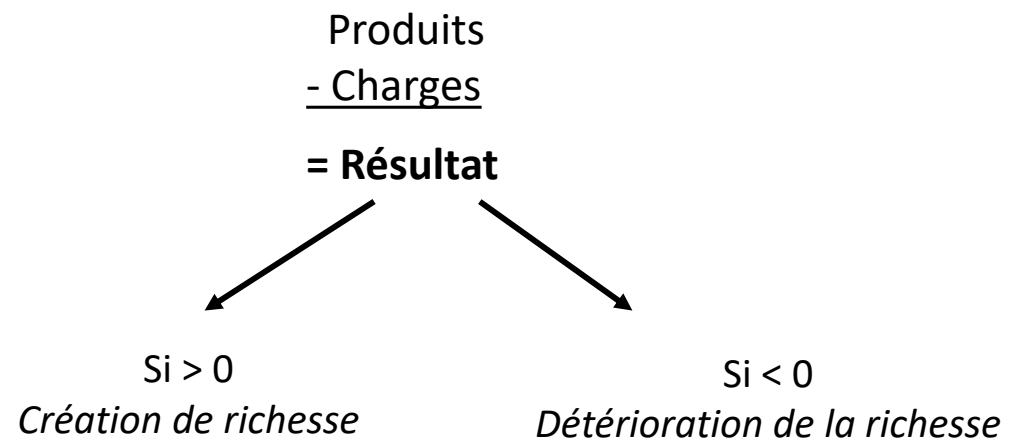 Produits
- Charges
= Résultat
Si > 0
Création de richesse
Si < 0
Détérioration de la richesse